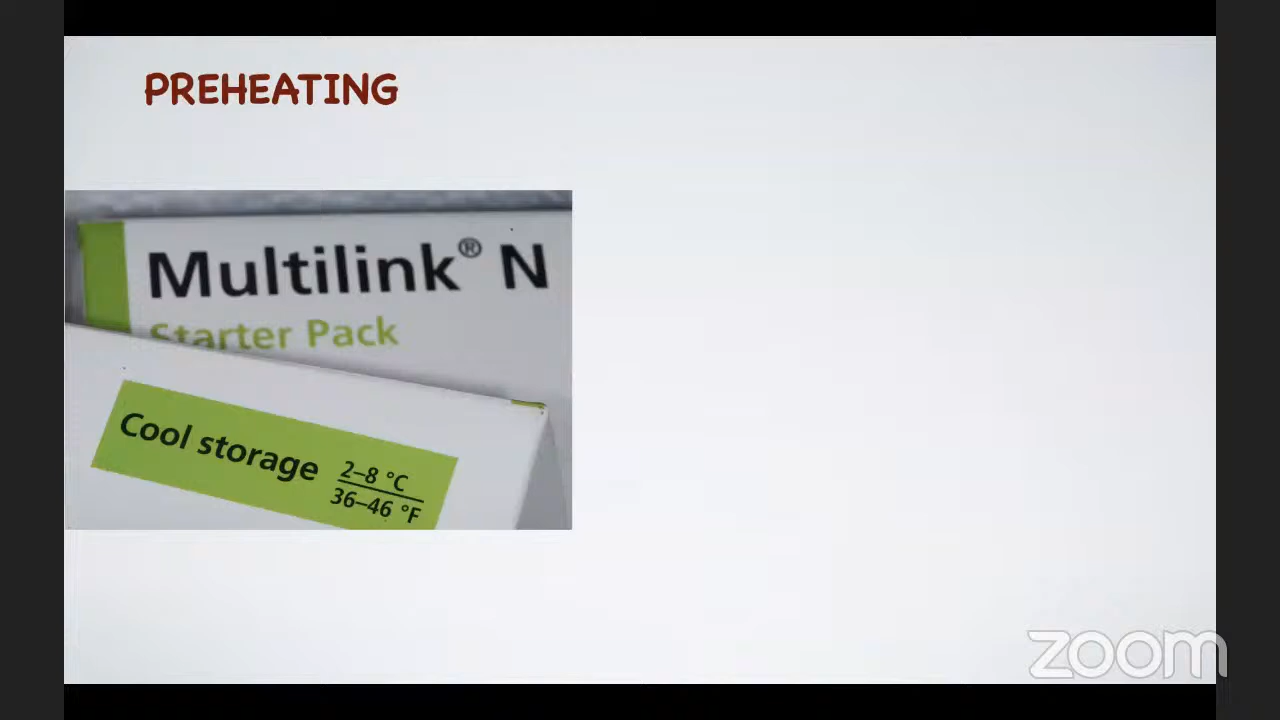 PREHEATING
Multilink® N
Starter Pack
Cool storage 2–8 °C
36–46 °F
zoom